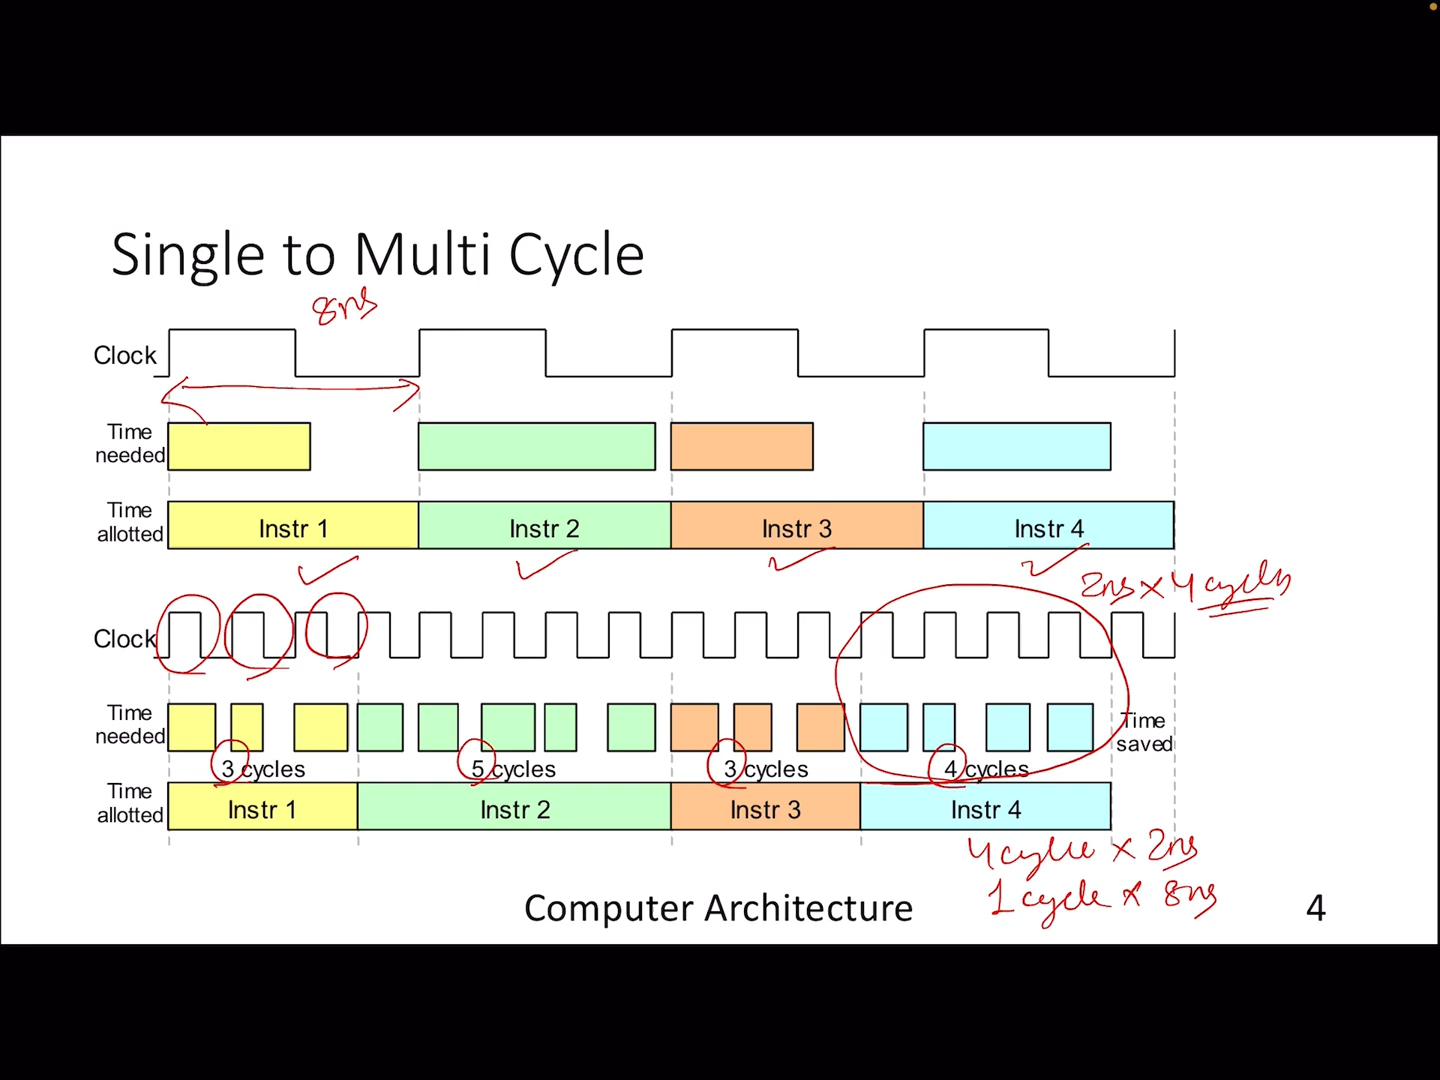 Single to Multi Cycle
8ns
Clock
Time needed
Time allotted
Instr 1 Instr 2 Instr 3 Instr 4
2ns × 4 cycles
Clock
Time needed
Time saved
3 cycles 5 cycles 3 cycles 4 cycles
Time allotted
Instr 1 Instr 2 Instr 3 Instr 4
4 cycle × 2ns
1 cycle × 8ns
Computer Architecture
4